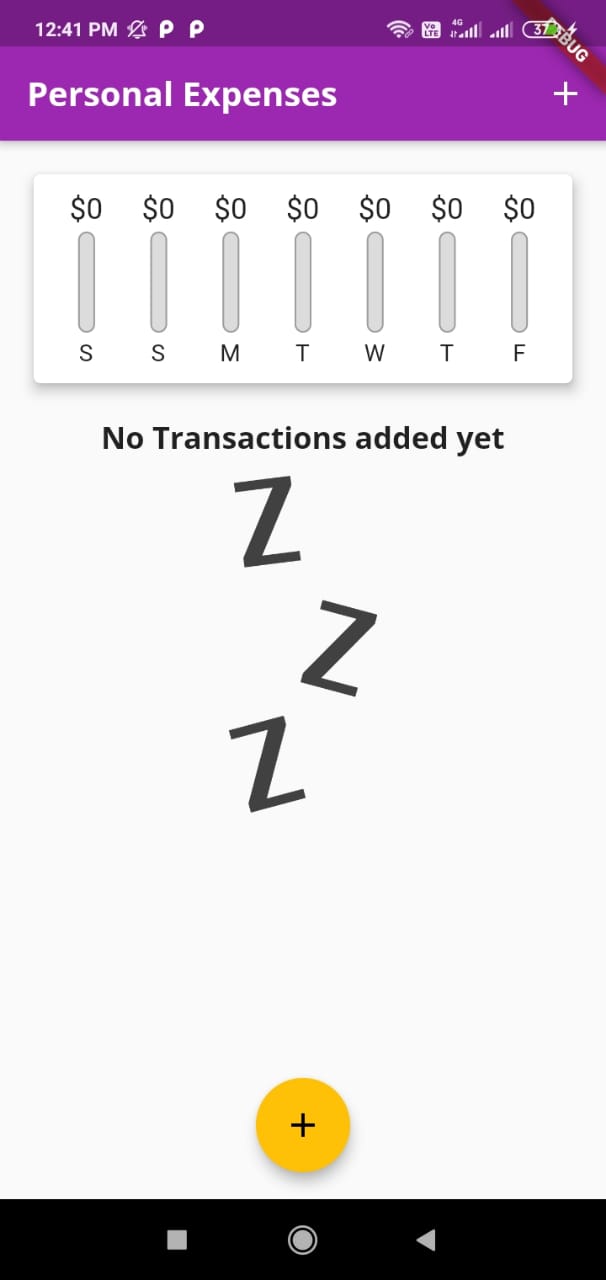 12:41 PM P P Vo LTE 4G 37 DEBUG
Personal Expenses +
$0 $0 $0 $0 $0 $0 $0
S S M T W T F
No Transactions added yet
Z
Z
Z
+